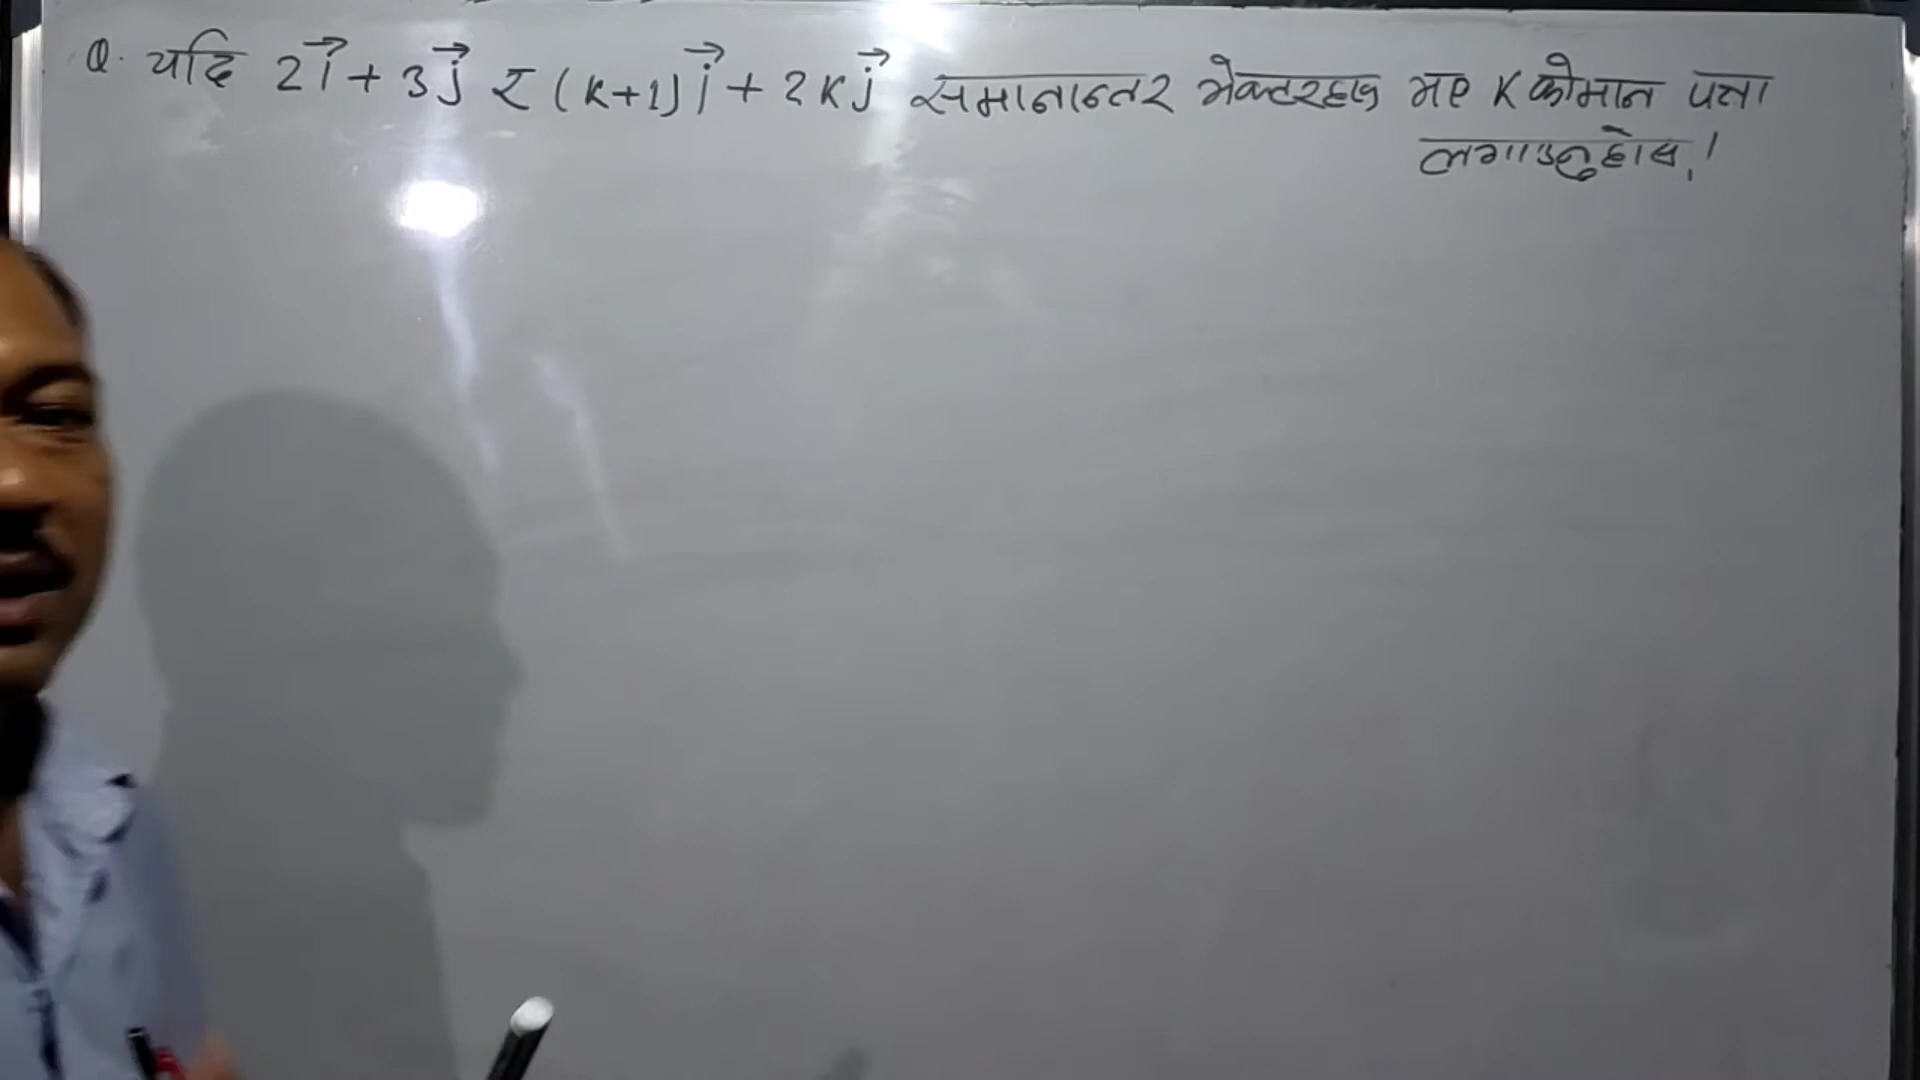 Q. यदि 2i⃗ + 3j⃗ र (K+1)i⃗ + 2Kj⃗ समानान्तर भेक्टरहरू भए K कोमान पत्ता
लगाउनुहोस् ।